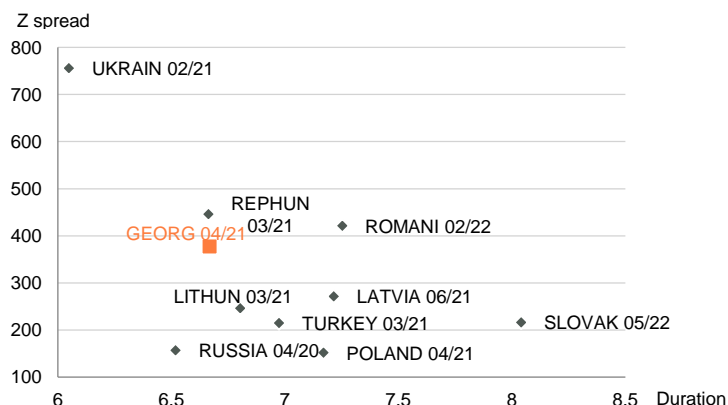 Z spread
800
700
600
500
400
300
200
100
UKRAIN 02/21
REPHUN
03/21
ROMANI 02/22
GEORG 04/21
LITHUN 03/21
LATVIA 06/21
TURKEY 03/21
SLOVAK 05/22
RUSSIA 04/20
POLAND 04/21
6
6.5
7
7.5
8
8.5
Duration